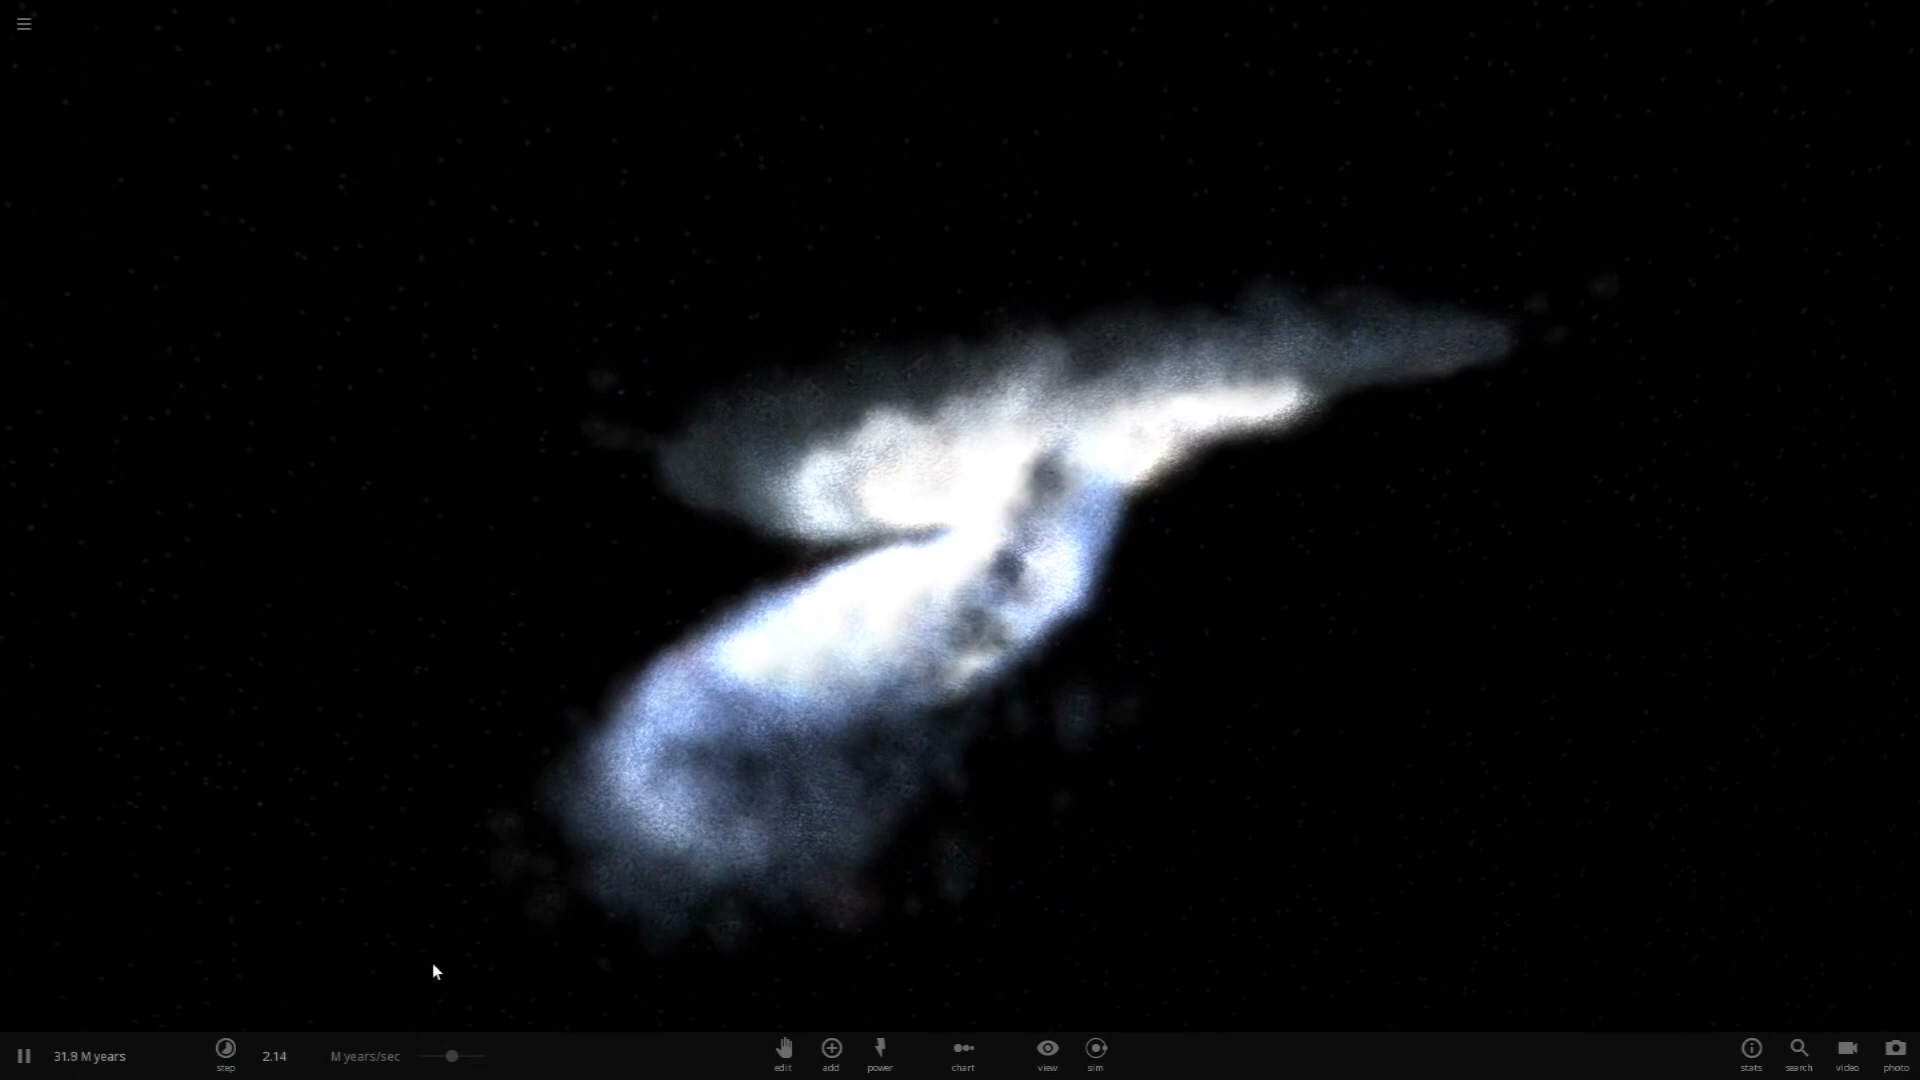 31.9 M years
step
2.14
M years/sec
edit
add
power
chart
view
sim
stats
search
video
photo